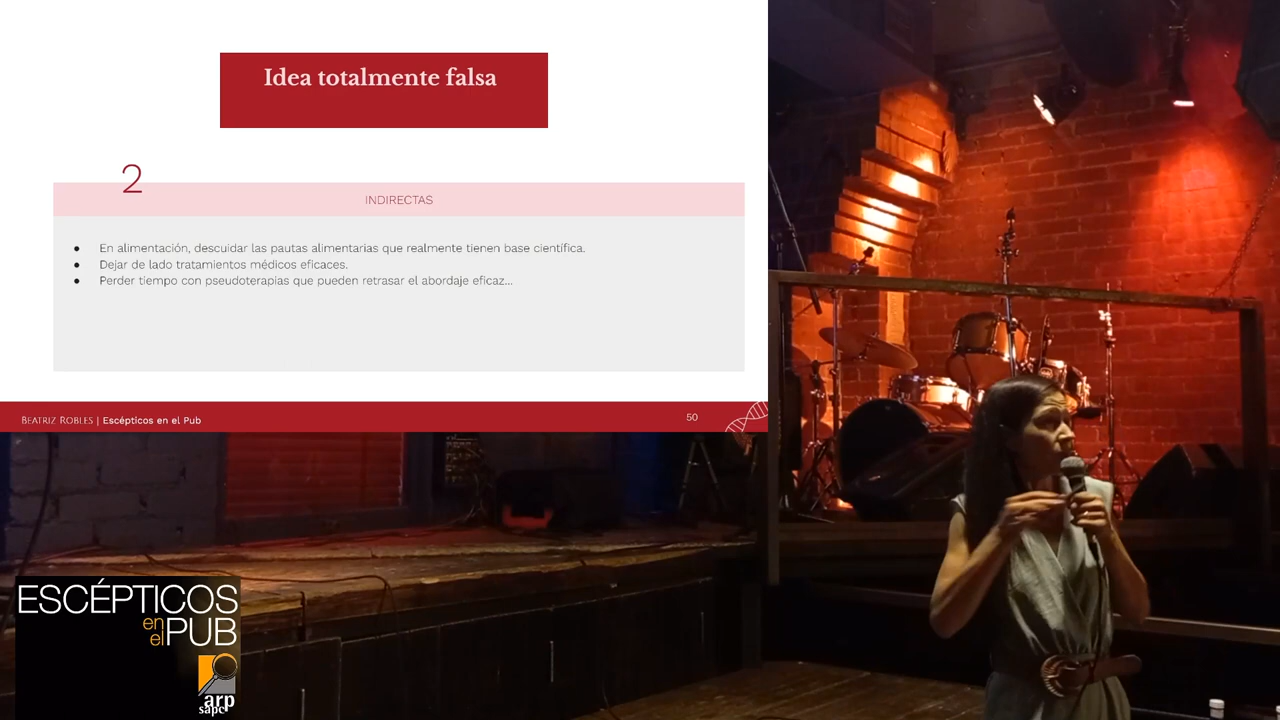 Idea totalmente falsa
2
INDIRECTAS
● En alimentación, descuidar las pautas alimentarias que realmente tienen base científica.
● Dejar de lado tratamientos médicos eficaces.
● Perder tiempo con pseudoterapias que pueden retrasar el abordaje eficaz...
BEATRIZ ROBLES | Escépticos en el Pub
50
ESCÉPTICOS
en
el PUB
arp
sapc